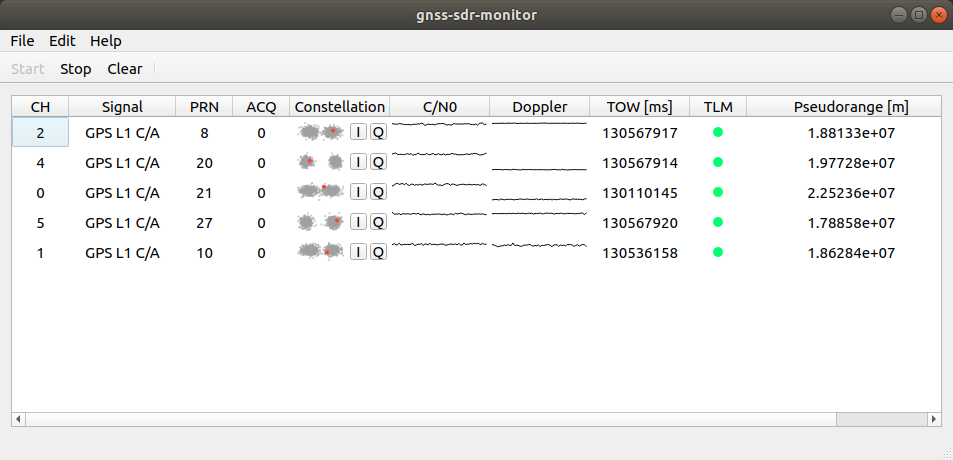 gnss-sdr-monitor
File Edit Help
Start Stop Clear
CH Signal PRN ACQ Constellation C/N0 Doppler TOW [ms] TLM Pseudorange [m]
2 GPS L1 C/A 8 0 I Q 130567917 1.88133e+07
4 GPS L1 C/A 20 0 I Q 130567914 1.97728e+07
0 GPS L1 C/A 21 0 I Q 130110145 2.25236e+07
5 GPS L1 C/A 27 0 I Q 130567920 1.78858e+07
1 GPS L1 C/A 10 0 I Q 130536158 1.86284e+07